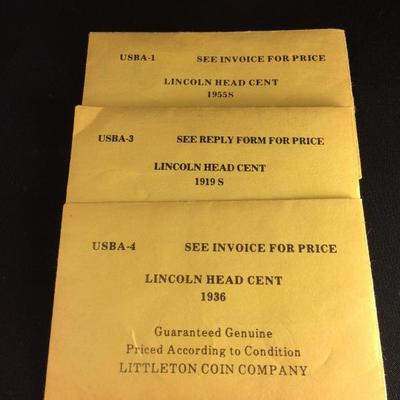 USBA-1 SEE INVOICE FOR PRICE
LINCOLN HEAD CENT
1955S
USBA-3 SEE REPLY FORM FOR PRICE
LINCOLN HEAD CENT
1919 S
USBA-4 SEE INVOICE FOR PRICE
LINCOLN HEAD CENT
1936
Guaranteed Genuine
Priced According to Condition
LITTLETON COIN COMPANY